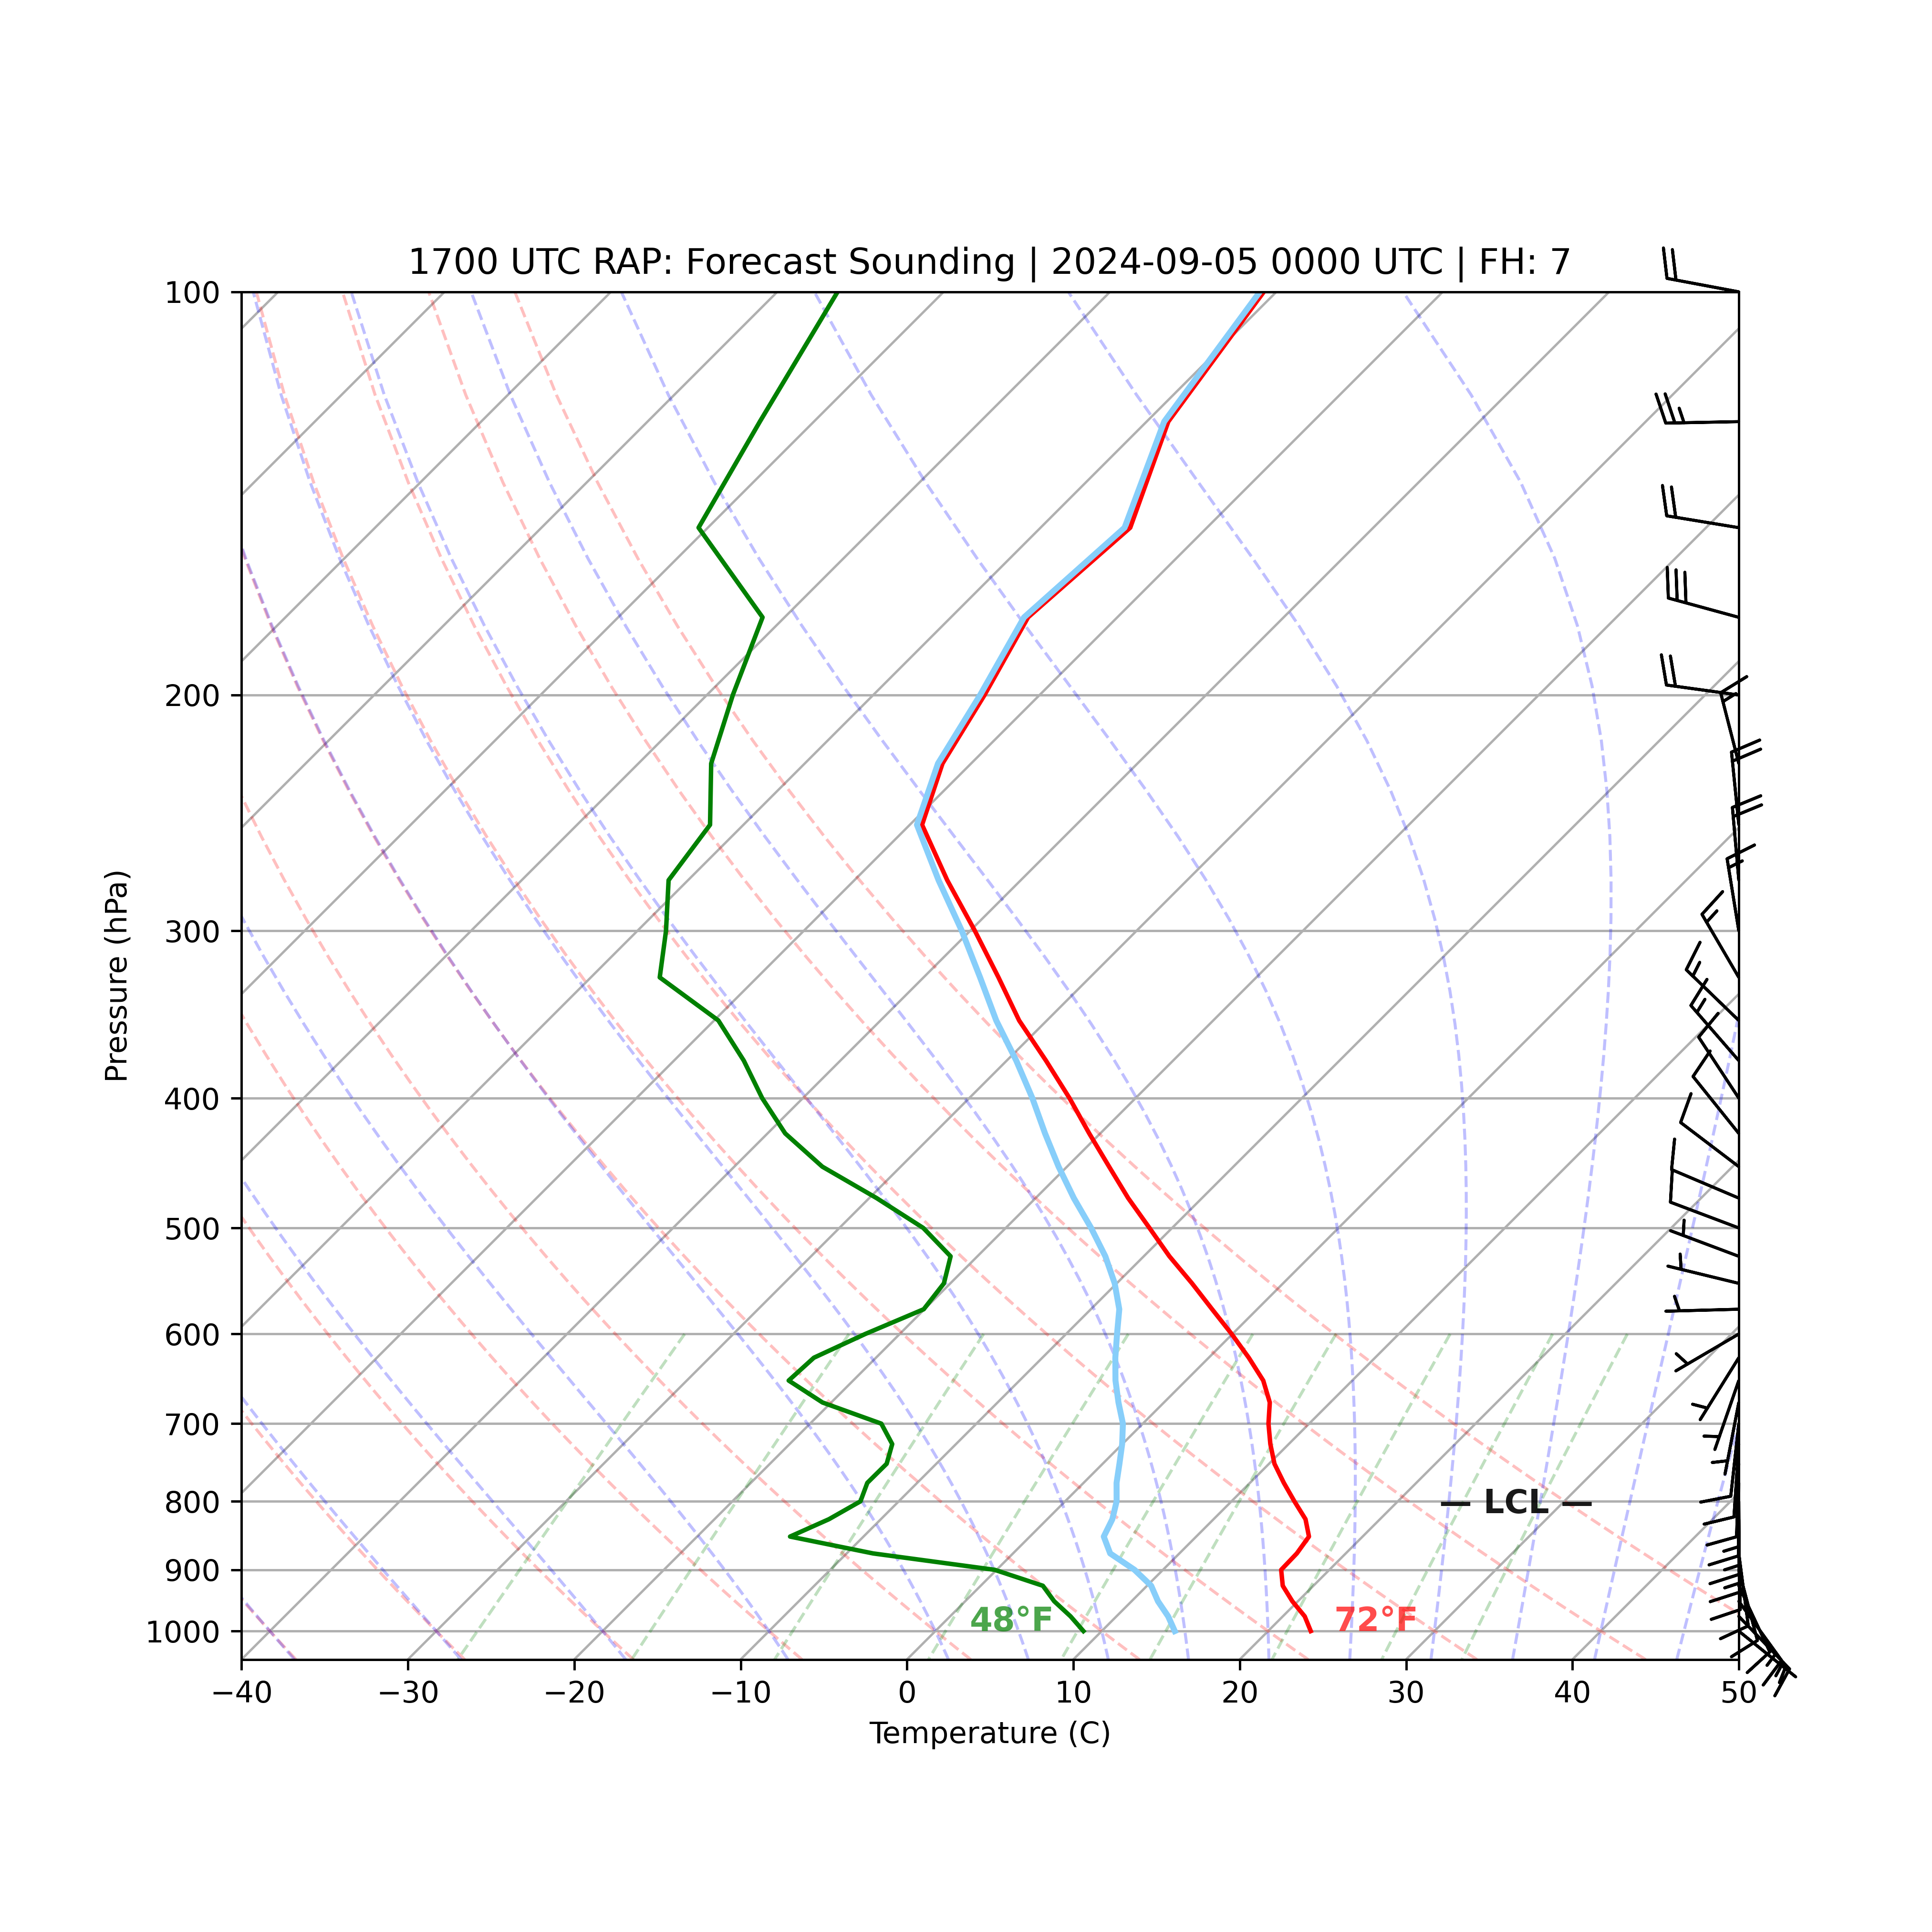 1700 UTC RAP: Forecast Sounding | 2024-09-05 0000 UTC | FH: 7
100
200
300
400
500
600
700
800
900
1000
Pressure (hPa)
— LCL —
48°F
72°F
−40 −30 −20 −10 0 10 20 30 40 50
Temperature (C)